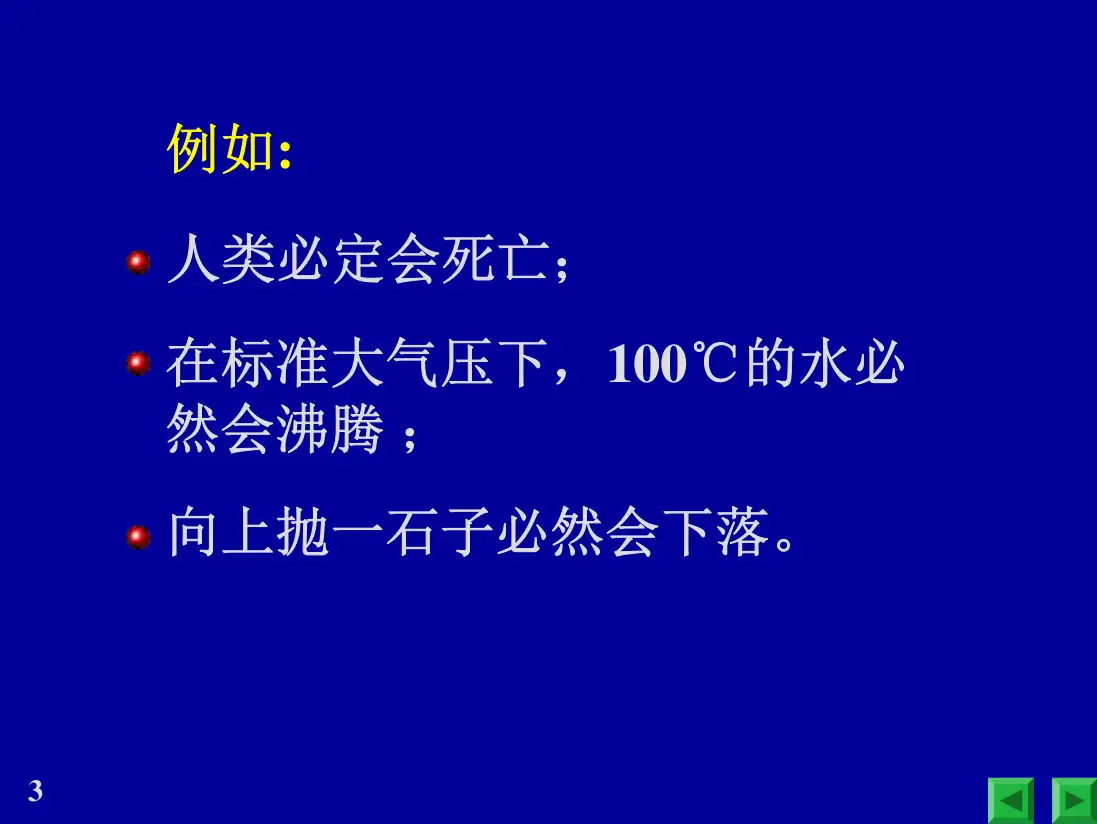 例如:
人类必定会死亡；
在标准大气压下，100℃的水必
然会沸腾 ；
向上抛一石子必然会下落。
3